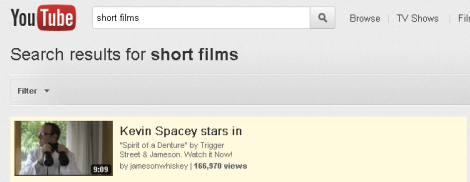 YouTube short films Browse | TV Shows |
Search results for short films
Filter
Kevin Spacey stars in
"Spirit of a Denture" by Trigger
Street & Jameson. Watch it Now!
9:09 by jamesonwhiskey | 166,970 views